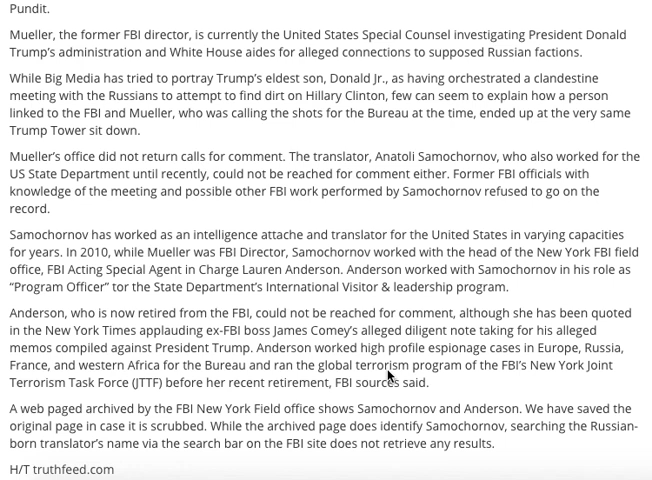 Pundit.
Mueller, the former FBI director, is currently the United States Special Counsel investigating President Donald
Trump’s administration and White House aides for alleged connections to supposed Russian factions.
While Big Media has tried to portray Trump’s eldest son, Donald Jr., as having orchestrated a clandestine
meeting with the Russians to attempt to find dirt on Hillary Clinton, few can seem to explain how a person
linked to the FBI and Mueller, who was calling the shots for the Bureau at the time, ended up at the very same
Trump Tower sit down.
Mueller’s office did not return calls for comment. The translator, Anatoli Samochornov, who also worked for the
US State Department until recently, could not be reached for comment either. Former FBI officials with
knowledge of the meeting and possible other FBI work performed by Samochornov refused to go on the
record.
Samochornov has worked as an intelligence attache and translator for the United States in varying capacities
for years. In 2010, while Mueller was FBI Director, Samochornov worked with the head of the New York FBI field
office, FBI Acting Special Agent in Charge Lauren Anderson. Anderson worked with Samochornov in his role as
“Program Officer” tor the State Department’s International Visitor & leadership program.
Anderson, who is now retired from the FBI, could not be reached for comment, although she has been quoted
in the New York Times applauding ex-FBI boss James Comey’s alleged diligent note taking for his alleged
memos compiled against President Trump. Anderson worked high profile espionage cases in Europe, Russia,
France, and western Africa for the Bureau and ran the global terrorism program of the FBI’s New York Joint
Terrorism Task Force (JTTF) before her recent retirement, FBI sources said.
A web paged archived by the FBI New York Field office shows Samochornov and Anderson. We have saved the
original page in case it is scrubbed. While the archived page does identify Samochornov, searching the Russian-
born translator’s name via the search bar on the FBI site does not retrieve any results.
H/T truthfeed.com